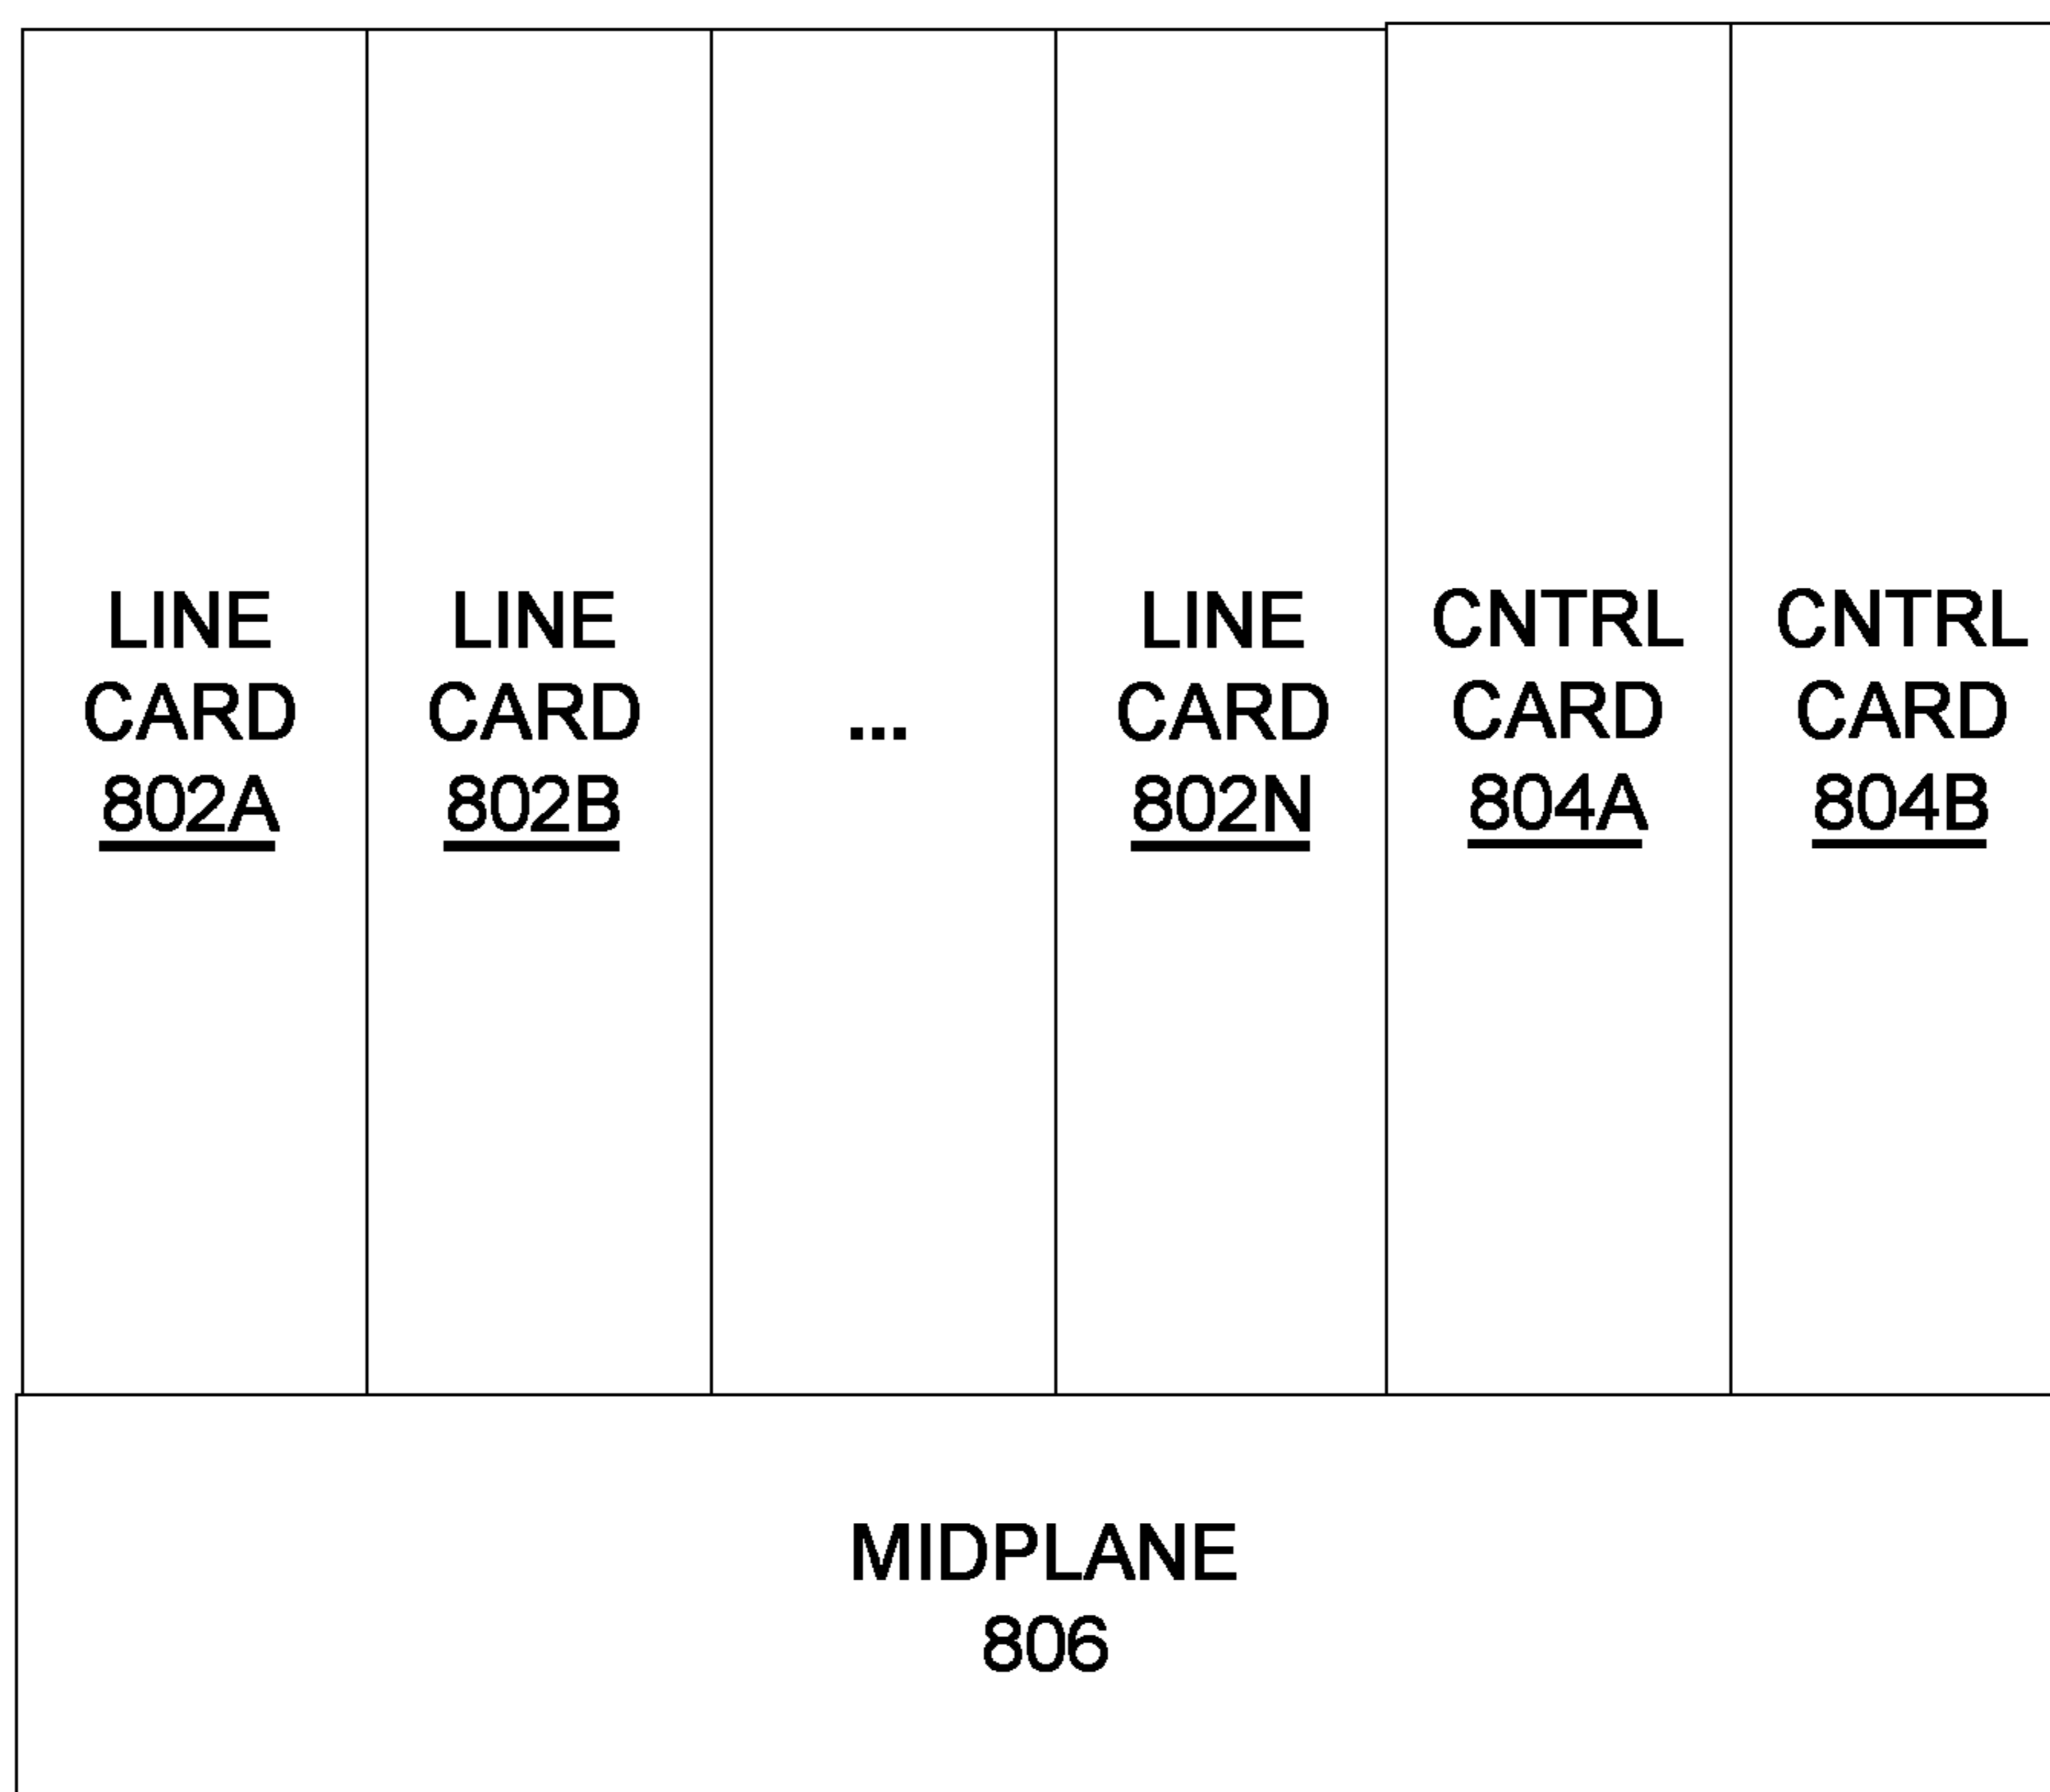 LINE
CARD
802A
LINE
CARD
802B
...
LINE
CARD
802N
CNTRL
CARD
804A
CNTRL
CARD
804B
MIDPLANE
806